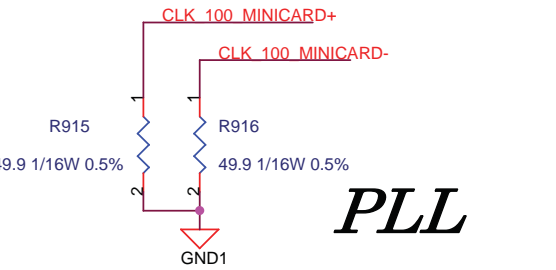 CLK_100_MINICARD+
CLK_100_MINICARD-
1 1
R915 R916
49.9 1/16W 0.5% 49.9 1/16W 0.5%
2 2
PLL
GND1